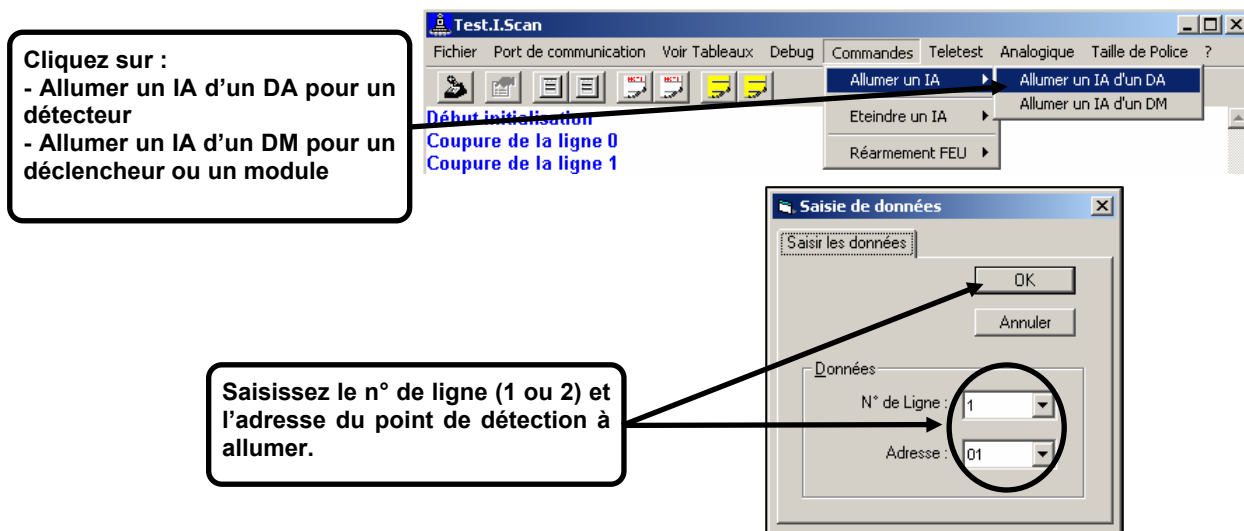 Test.I.Scan
Fichier Port de communication Voir Tableaux Debug Commandes Teletest Analogique Taille de Police ?
Allumer un IA
Allumer un IA d'un DA
Allumer un IA d'un DM
Eteindre un IA
Réarmement FEU
Début initialisation
Coupure de la ligne 0
Coupure de la ligne 1
Cliquez sur :
- Allumer un IA d’un DA pour un
détecteur
- Allumer un IA d’un DM pour un
déclencheur ou un module
Saisie de données
Saisir les données
OK
Annuler
Données
N° de Ligne : 1
Adresse : 01
Saisissez le n° de ligne (1 ou 2) et
l’adresse du point de détection à
allumer.